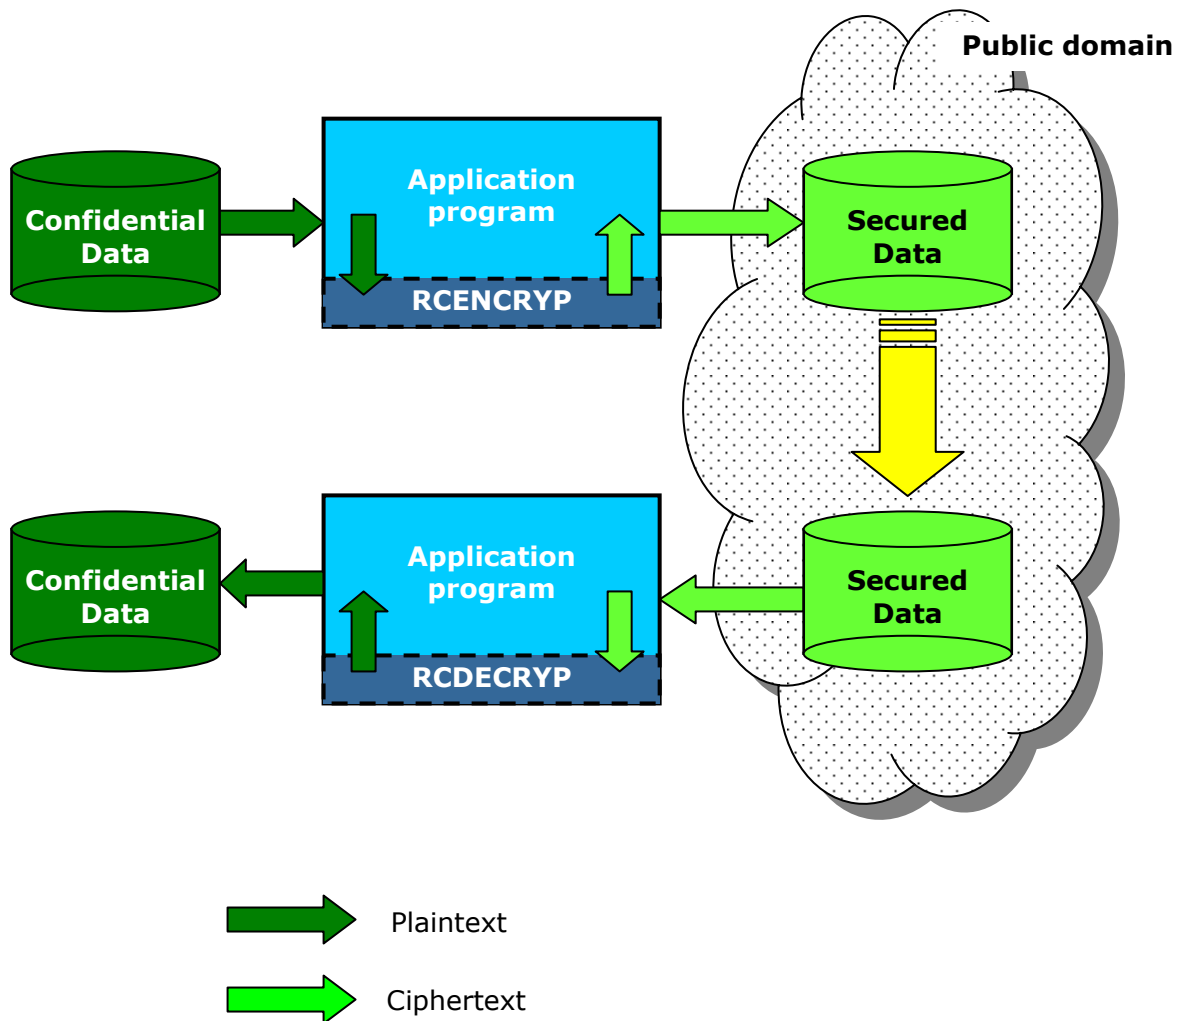 Public domain
Confidential
Data
Application
program
RCENCRYP
Secured
Data
Confidential
Data
Application
program
RCDECRYP
Secured
Data
Plaintext
Ciphertext